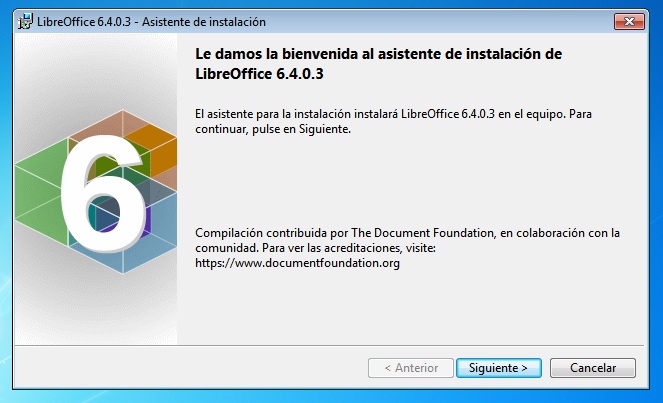 LibreOffice 6.4.0.3 - Asistente de instalación
Le damos la bienvenida al asistente de instalación de
LibreOffice 6.4.0.3
El asistente para la instalación instalará LibreOffice 6.4.0.3 en el equipo. Para
continuar, pulse en Siguiente.
6
Compilación contribuida por The Document Foundation, en colaboración con la
comunidad. Para ver las acreditaciones, visite:
https://www.documentfoundation.org
< Anterior
Siguiente >
Cancelar